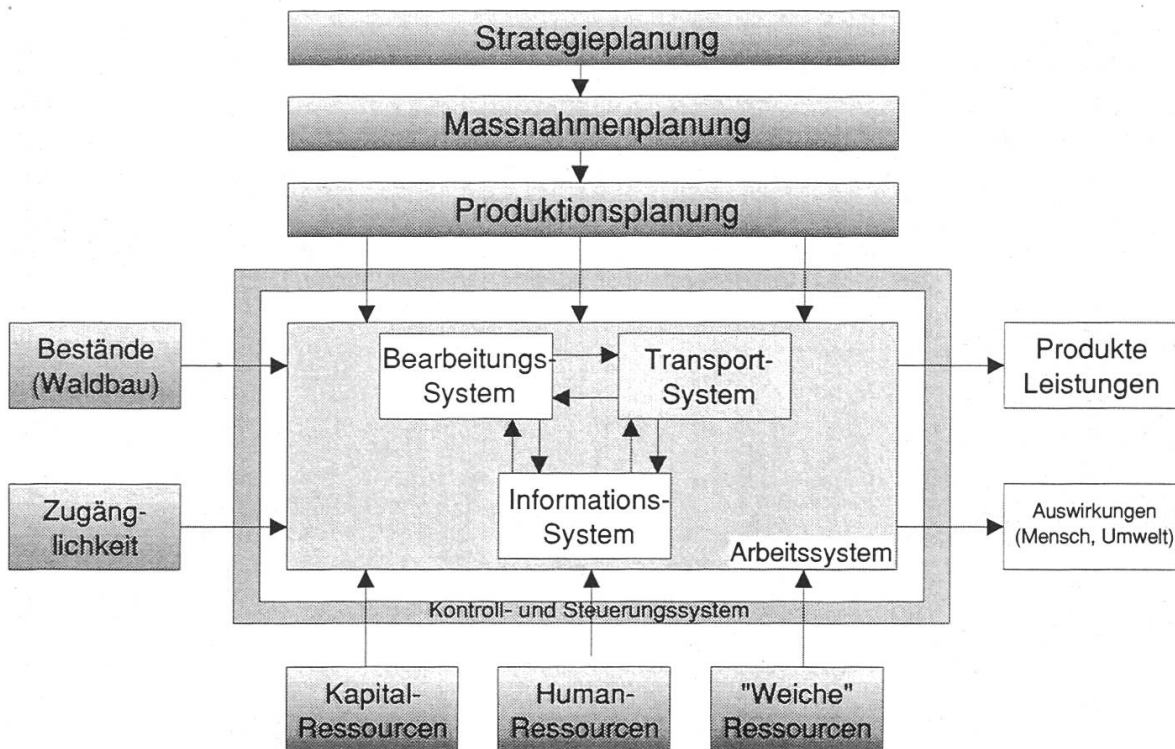 Strategieplanung
Massnahmenplanung
Produktionsplanung
Bestände
(Waldbau)
Zugäng-
lichkeit
Bearbeitungs-
System
Transport-
System
Informations-
System
Arbeitssystem
Kontroll- und Steuerungssystem
Produkte
Leistungen
Auswirkungen
(Mensch, Umwelt)
Kapital-
Ressourcen
Human-
Ressourcen
"Weiche"
Ressourcen